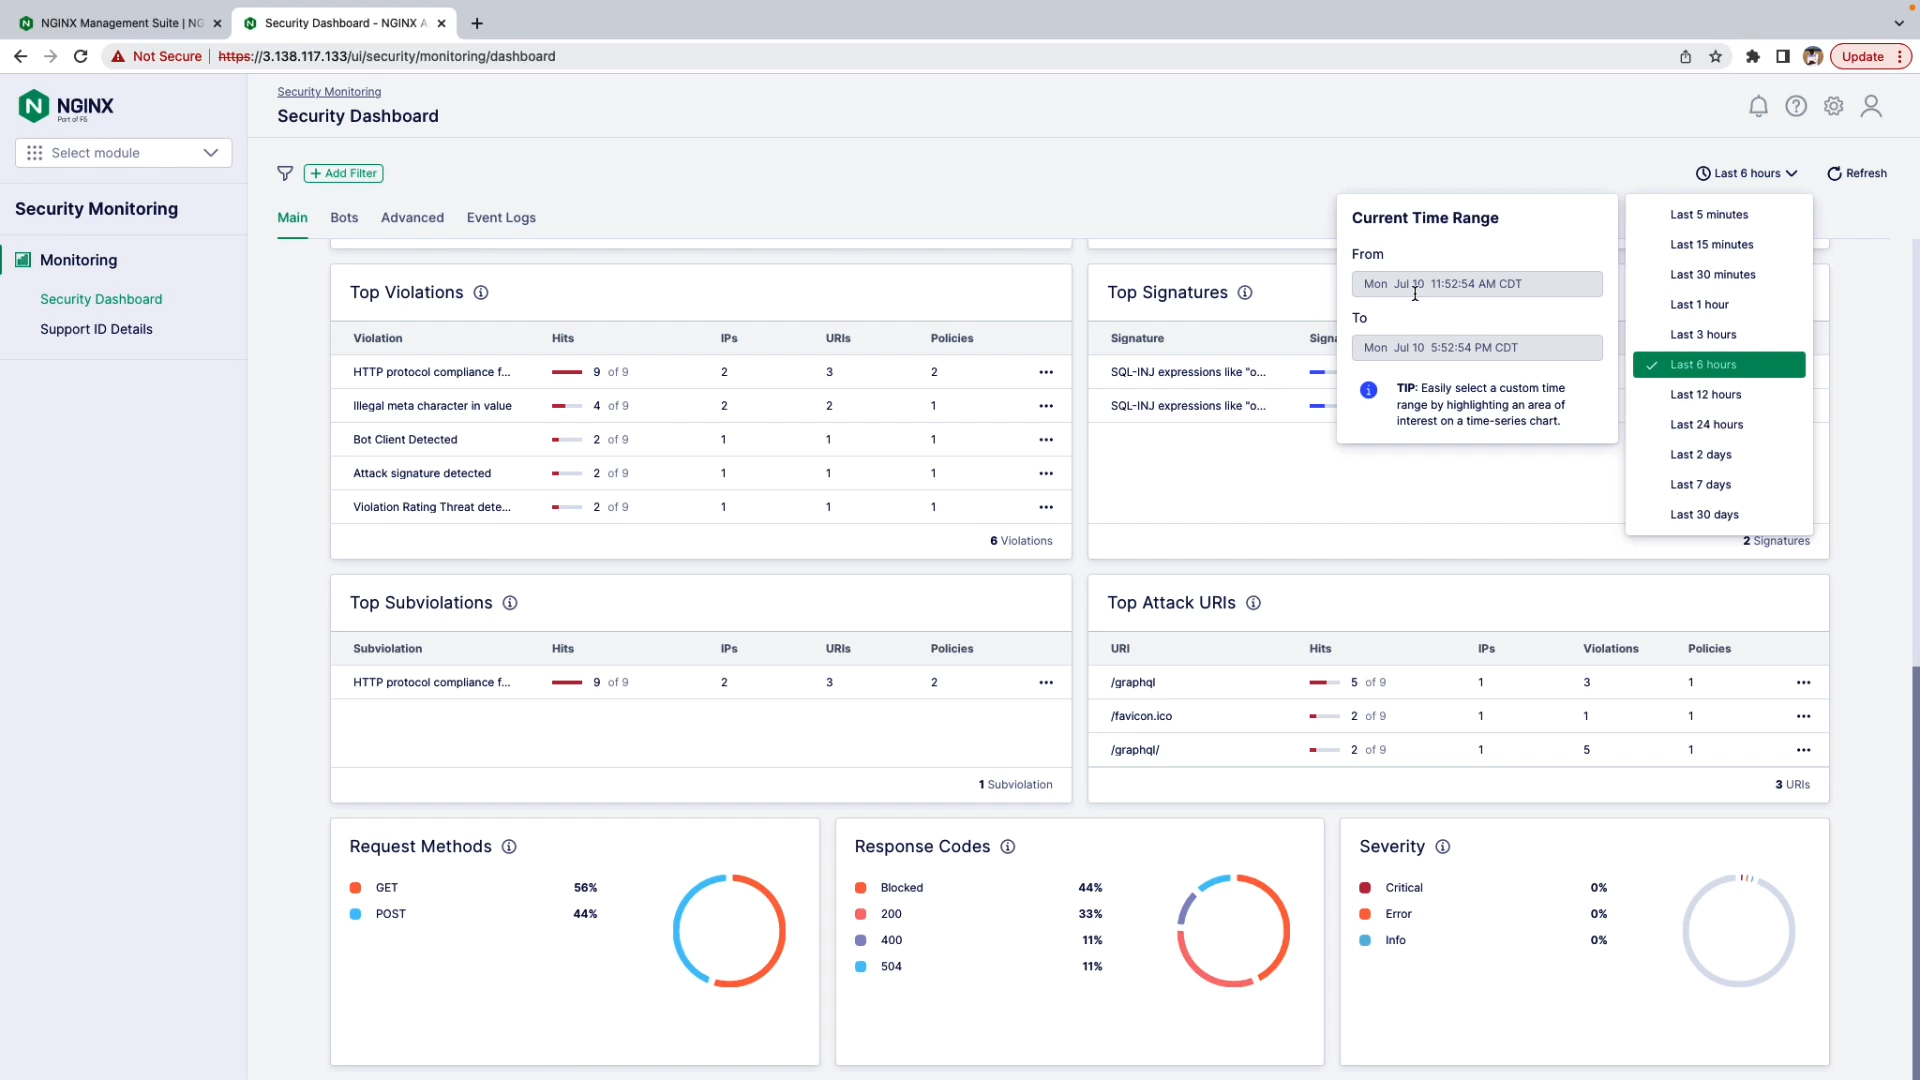 NGINX Management Suite | NG
Security Dashboard - NGINX A
Not Secure
https://3.138.117.133/ui/security/monitoring/dashboard
Update
NGINX
Part of F5
Select module
Security Monitoring
Monitoring
Security Dashboard
Support ID Details
Security Monitoring
Security Dashboard
+ Add Filter
Last 6 hours
Refresh
Main Bots Advanced Event Logs
Current Time Range
From
Mon Jul 10 11:52:54 AM CDT
To
Mon Jul 10 5:52:54 PM CDT
TIP: Easily select a custom time
range by highlighting an area of
interest on a time-series chart.
Last 5 minutes
Last 15 minutes
Last 30 minutes
Last 1 hour
Last 3 hours
Last 6 hours
Last 12 hours
Last 24 hours
Last 2 days
Last 7 days
Last 30 days
Top Violations
Violation Hits IPs URIs Policies
HTTP protocol compliance f... 9 of 9 2 3 2
Illegal meta character in value 4 of 9 2 2 1
Bot Client Detected 2 of 9 1 1 1
Attack signature detected 2 of 9 1 1 1
Violation Rating Threat dete... 2 of 9 1 1 1
6 Violations
Top Signatures
Signature Signa
SQL-INJ expressions like "o...
SQL-INJ expressions like "o...
2 Signatures
Top Subviolations
Subviolation Hits IPs URIs Policies
HTTP protocol compliance f... 9 of 9 2 3 2
1 Subviolation
Top Attack URIs
URI Hits IPs Violations Policies
/graphql 5 of 9 1 3 1
/favicon.ico 2 of 9 1 1 1
/graphql/ 2 of 9 1 5 1
3 URIs
Request Methods
GET 56%
POST 44%
Response Codes
Blocked 44%
200 33%
400 11%
504 11%
Severity
Critical 0%
Error 0%
Info 0%